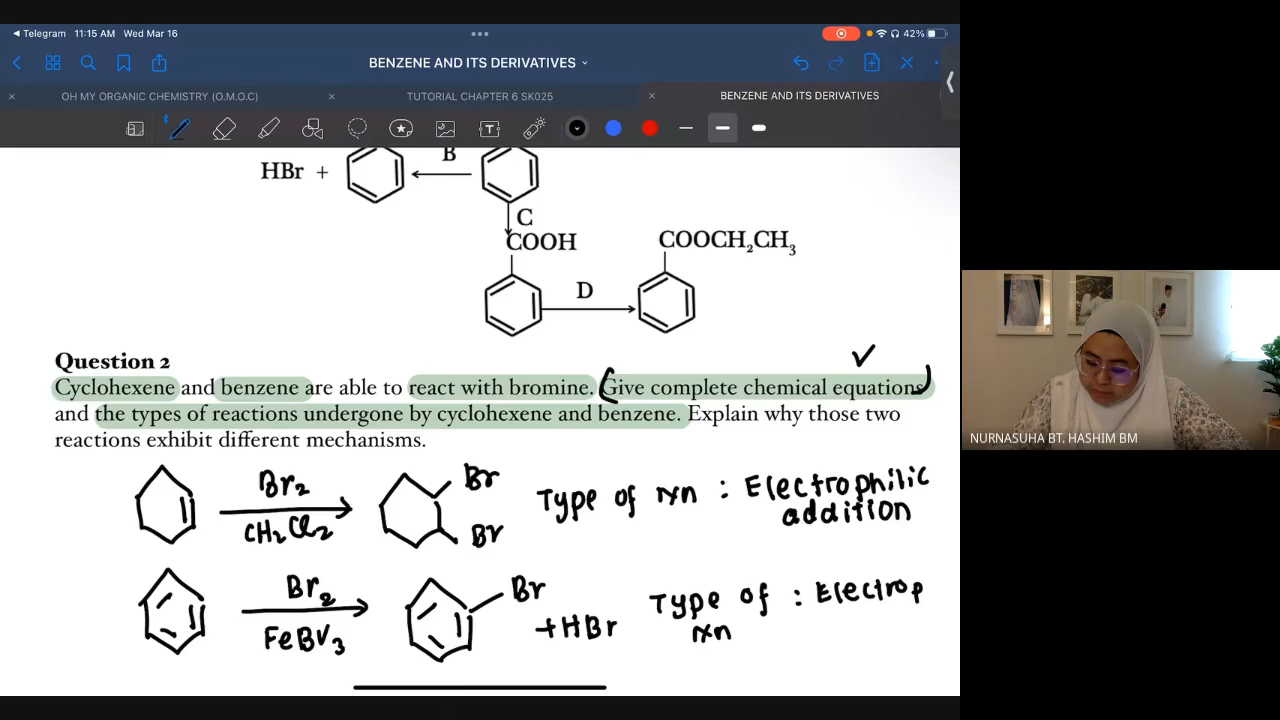 Telegram 11:15 AM Wed Mar 16
42%
BENZENE AND ITS DERIVATIVES
OH MY ORGANIC CHEMISTRY (O.M.O.C)
TUTORIAL CHAPTER 6 SK025
BENZENE AND ITS DERIVATIVES
HBr +
B
C
COOH
COOCH₂CH₃
D
Question 2
Cyclohexene and benzene are able to react with bromine. Give complete chemical equations
and the types of reactions undergone by cyclohexene and benzene. Explain why those two
reactions exhibit different mechanisms.
Br₂
CH₂Cl₂
Br
Br
Type of rxn : Electrophilic
addition
Br₂
FeBr₃
Br
+HBr
Type of : Electrop
rxn
NURNASUHA BT. HASHIM BM